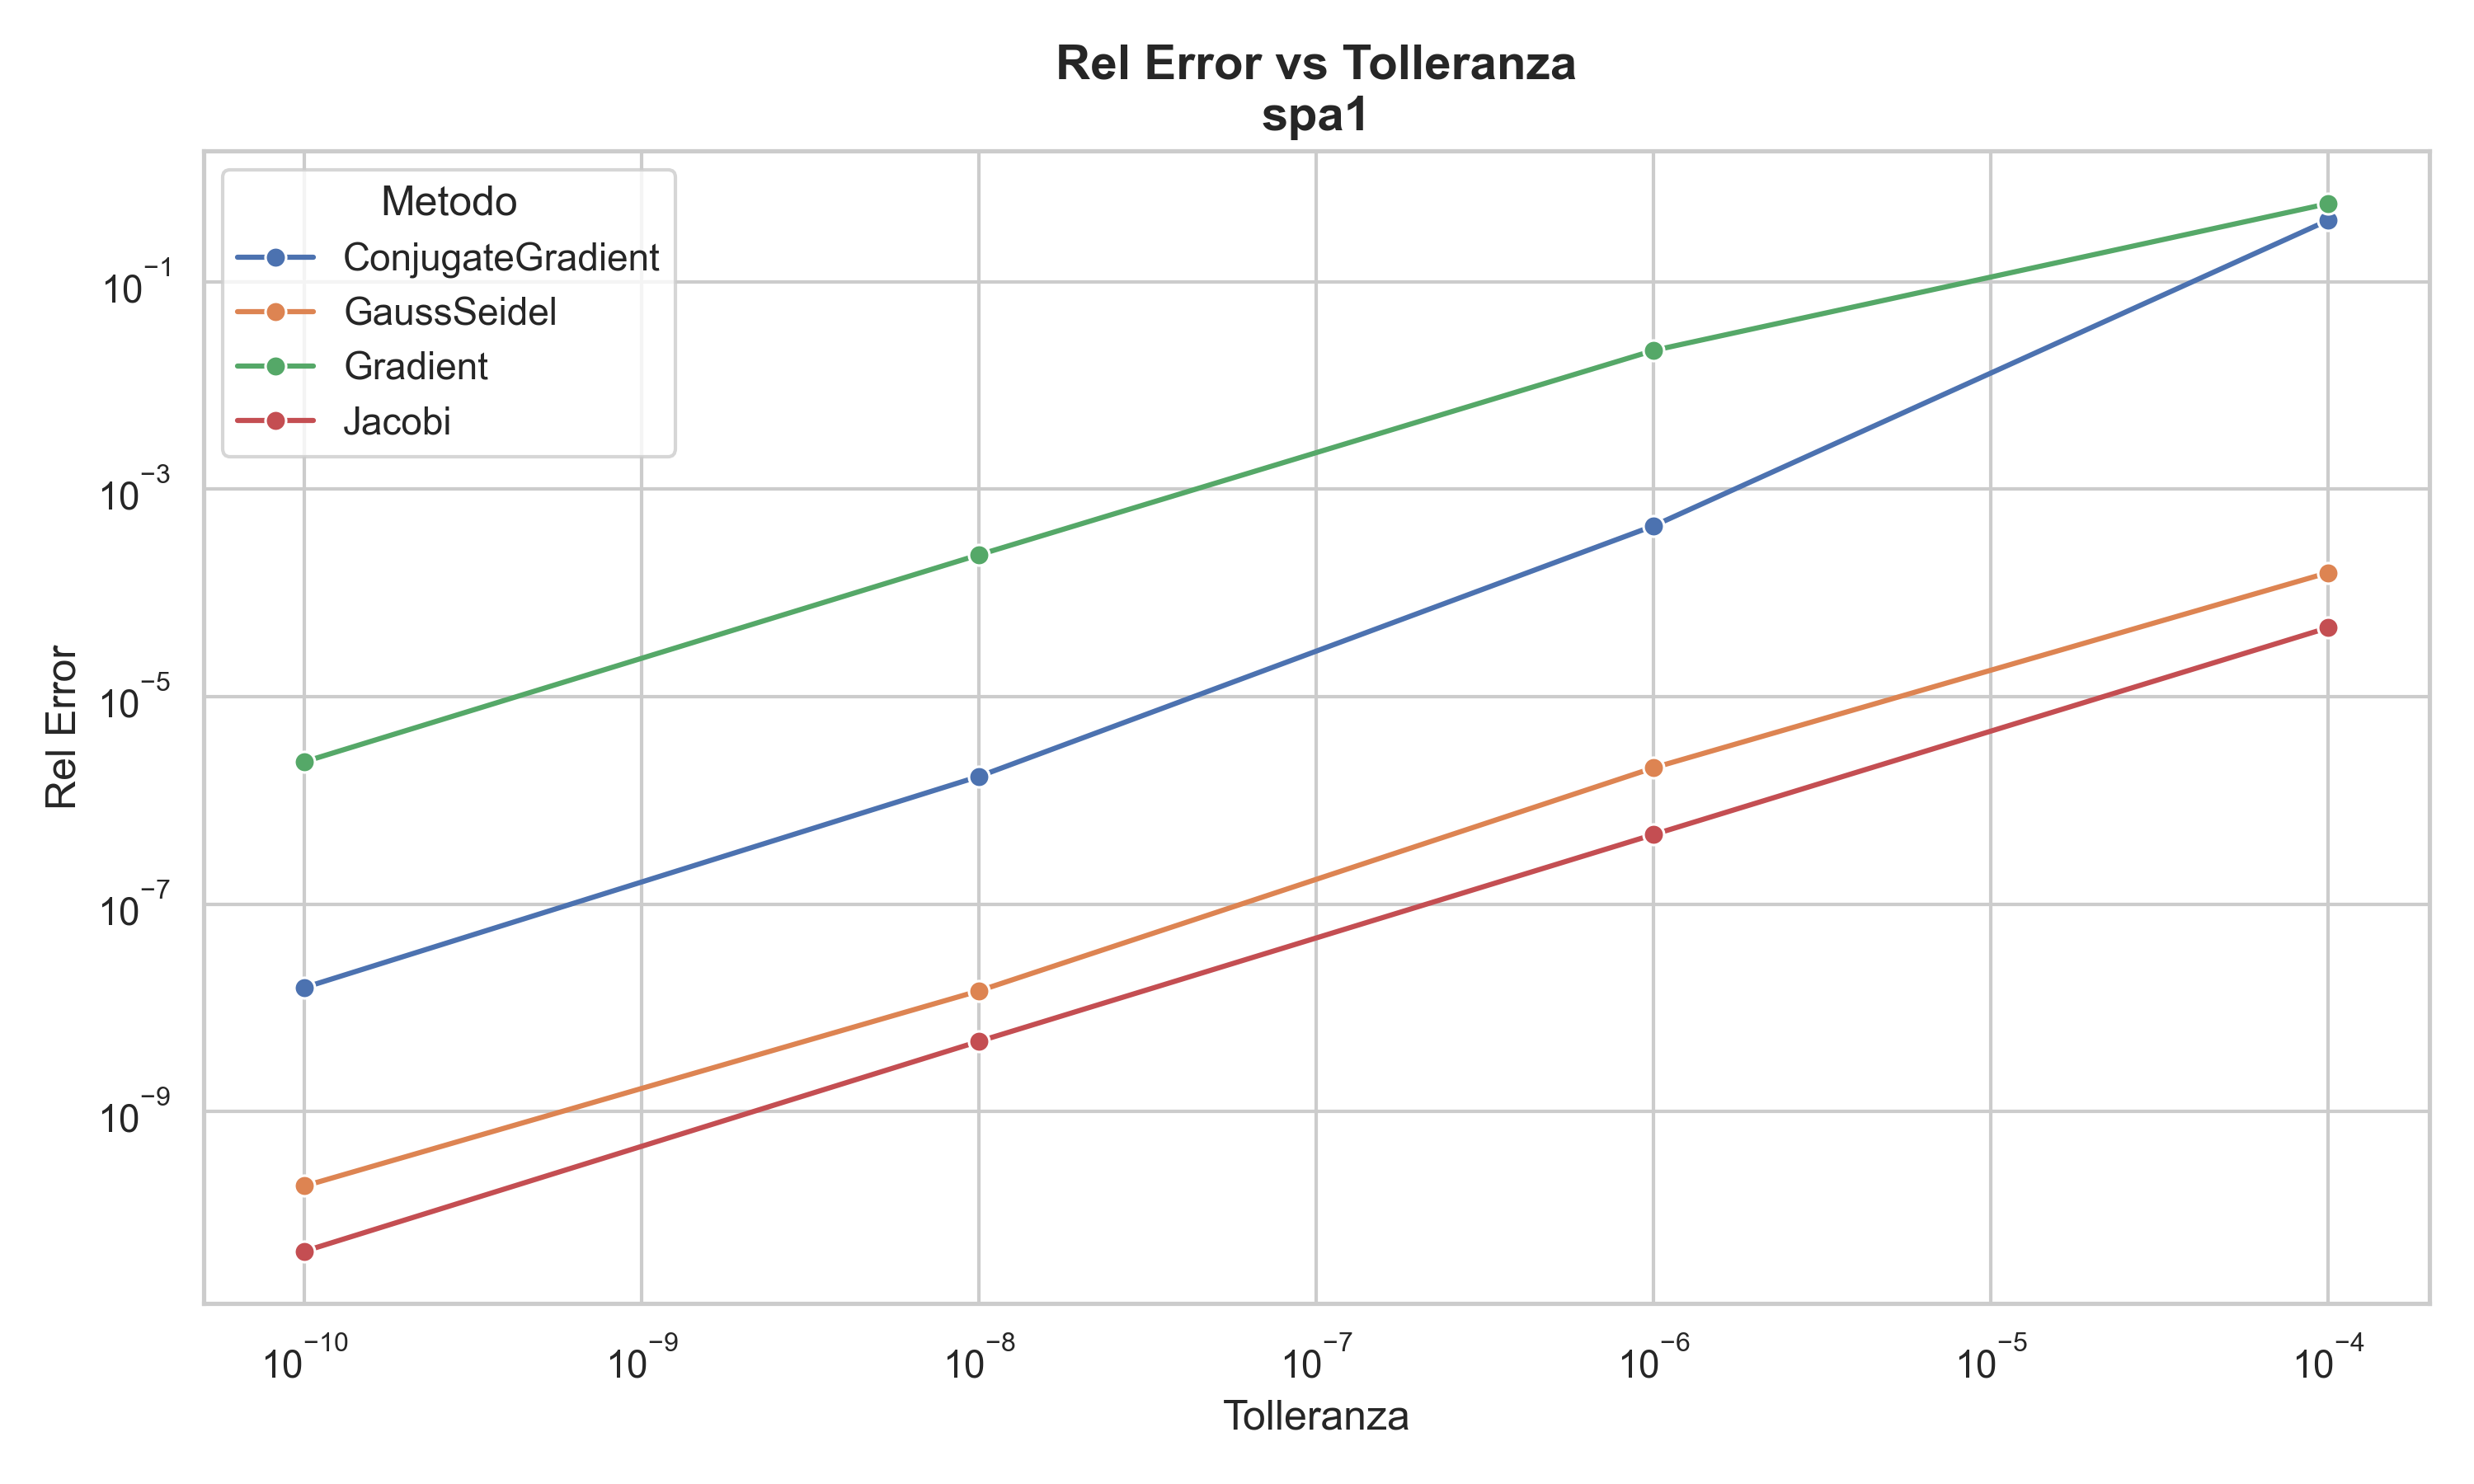 Rel Error vs Tolleranza
spa1
Metodo
ConjugateGradient
GaussSeidel
Gradient
Jacobi
Rel Error
10⁻¹
10⁻³
10⁻⁵
10⁻⁷
10⁻⁹
10⁻¹⁰ 10⁻⁹ 10⁻⁸ 10⁻⁷ 10⁻⁶ 10⁻⁵ 10⁻⁴
Tolleranza